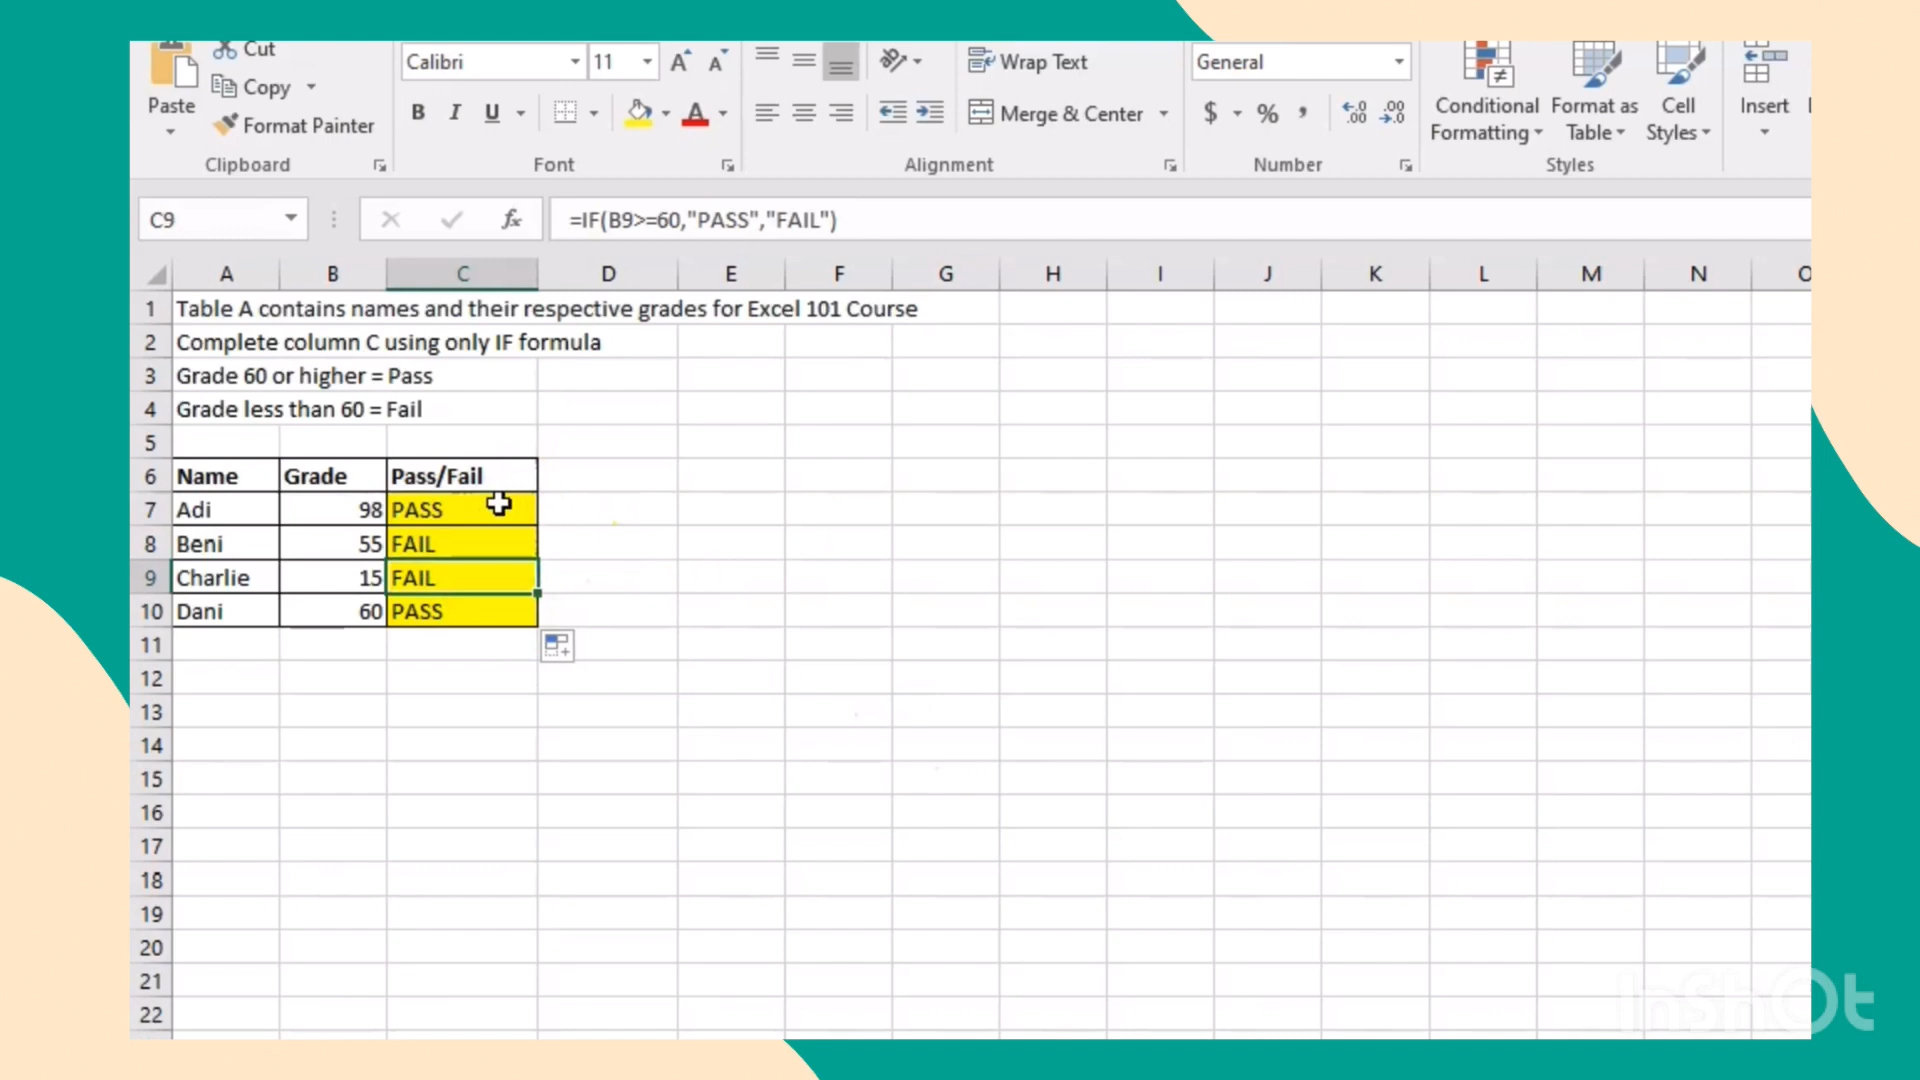 Cut
Calibri 11 Wrap Text General
Copy
Paste Conditional Format as Cell Insert
Format Painter B I U Merge & Center $ % , Formatting Table Styles
Clipboard Font Alignment Number Styles
C9 fx =IF(B9>=60,"PASS","FAIL")
A B C D E F G H I J K L M N O
1 Table A contains names and their respective grades for Excel 101 Course
2 Complete column C using only IF formula
3 Grade 60 or higher = Pass
4 Grade less than 60 = Fail
5
6 Name Grade Pass/Fail
7 Adi 98 PASS
8 Beni 55 FAIL
9 Charlie 15 FAIL
10 Dani 60 PASS
11
12
13
14
15
16
17
18
19
20
21
22
InShOt